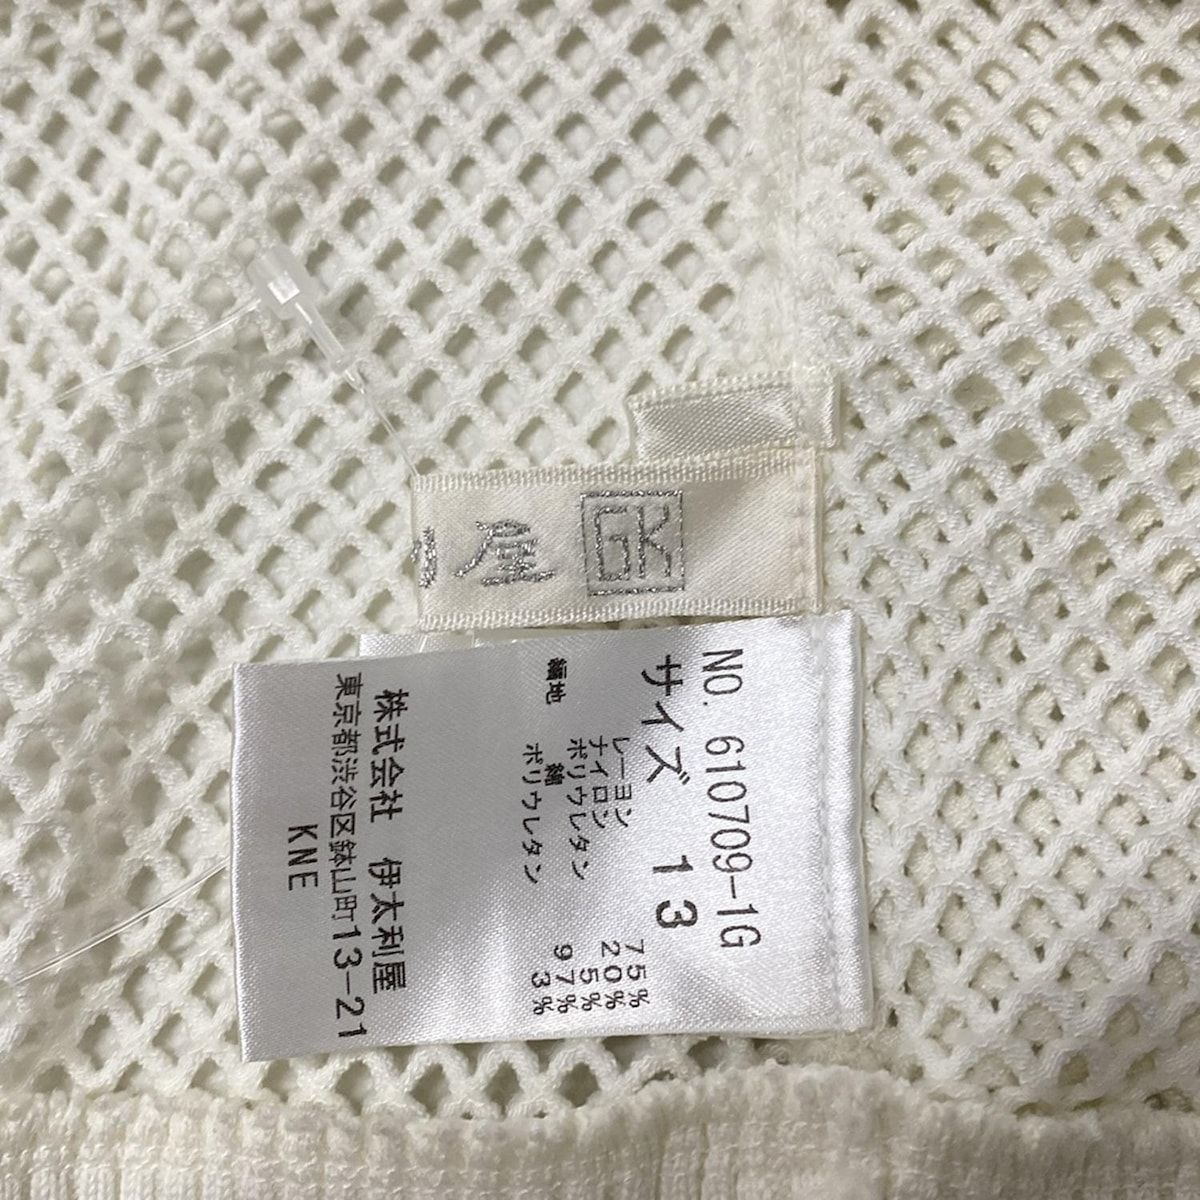 屋 GK
NO. 610709-1G
サイズ 13
レーヨン 75%
ナイロン 20%
ポリウレタン 5%
編地 綿 97%
ポリウレタン 3%
株式会社 伊太利屋
東京都渋谷区鉢山町13-21
KNE